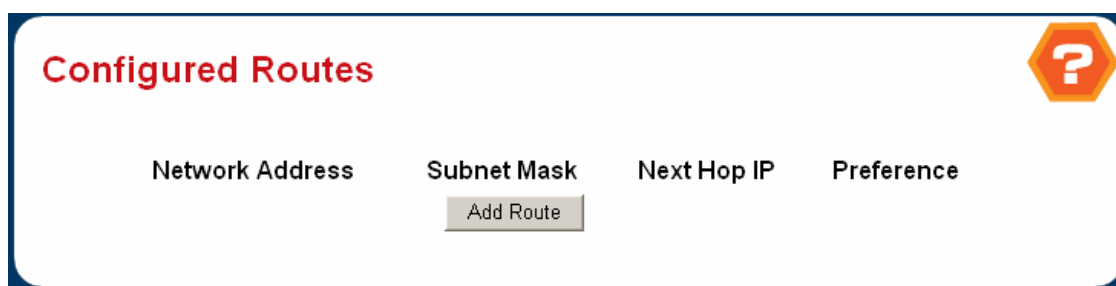 Configured Routes
?
Network Address Subnet Mask Next Hop IP Preference
Add Route